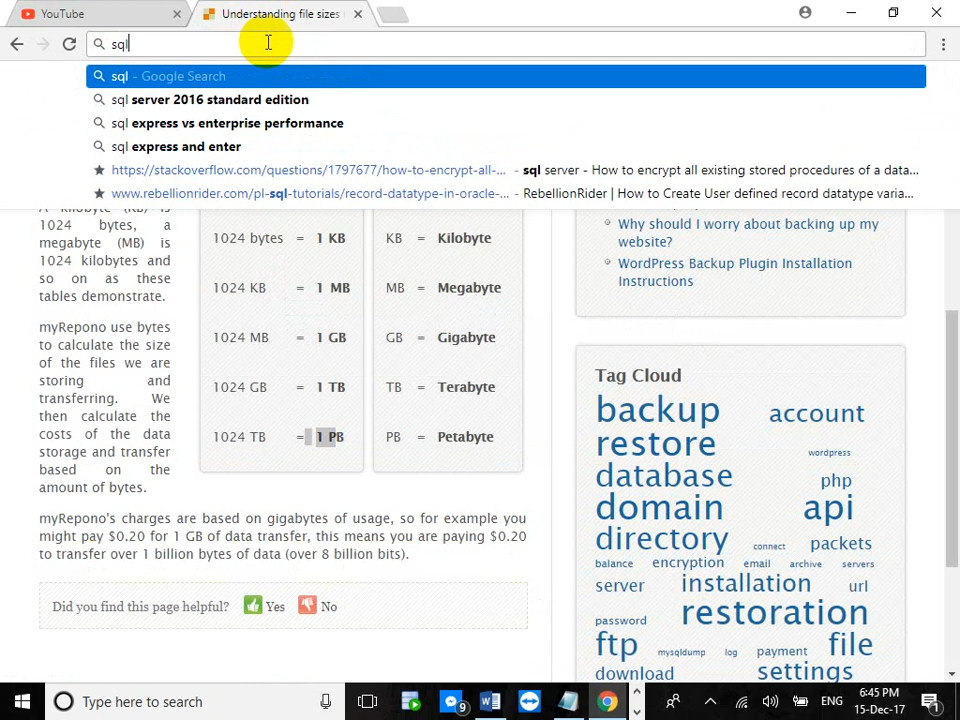 YouTube
Understanding file sizes
sql
sql - Google Search
sql server 2016 standard edition
sql express vs enterprise performance
sql express and enter
https://stackoverflow.com/questions/1797677/how-to-encrypt-all-... - sql server - How to encrypt all existing stored procedures of a data...
www.rebellionrider.com/pl-sql-tutorials/record-datatype-in-oracle-... - RebellionRider | How to Create User defined record datatype varia...
A kilobyte (KB) is
1024 bytes, a
megabyte (MB) is
1024 kilobytes and
so on as these
tables demonstrate.
myRepono use bytes
to calculate the size
of the files we are
storing and
transferring. We
then calculate the
costs of the data
storage and transfer
based on the
amount of bytes.
1024 bytes = 1 KB
1024 KB = 1 MB
1024 MB = 1 GB
1024 GB = 1 TB
1024 TB = 1 PB
KB = Kilobyte
MB = Megabyte
GB = Gigabyte
TB = Terabyte
PB = Petabyte
myRepono's charges are based on gigabytes of usage, so for example you
might pay $0.20 for 1 GB of data transfer, this means you are paying $0.20
to transfer over 1 billion bytes of data (over 8 billion bits).
Did you find this page helpful? Yes No
Why should I worry about backing up my
website?
WordPress Backup Plugin Installation
Instructions
Tag Cloud
backup account
restore wordpress
database php
domain api
directory connect packets
balance encryption email archive servers
server installation url
password restoration
ftp mysqldump log payment file
download settings
Type here to search
9
ENG
6:45 PM
15-Dec-17
1